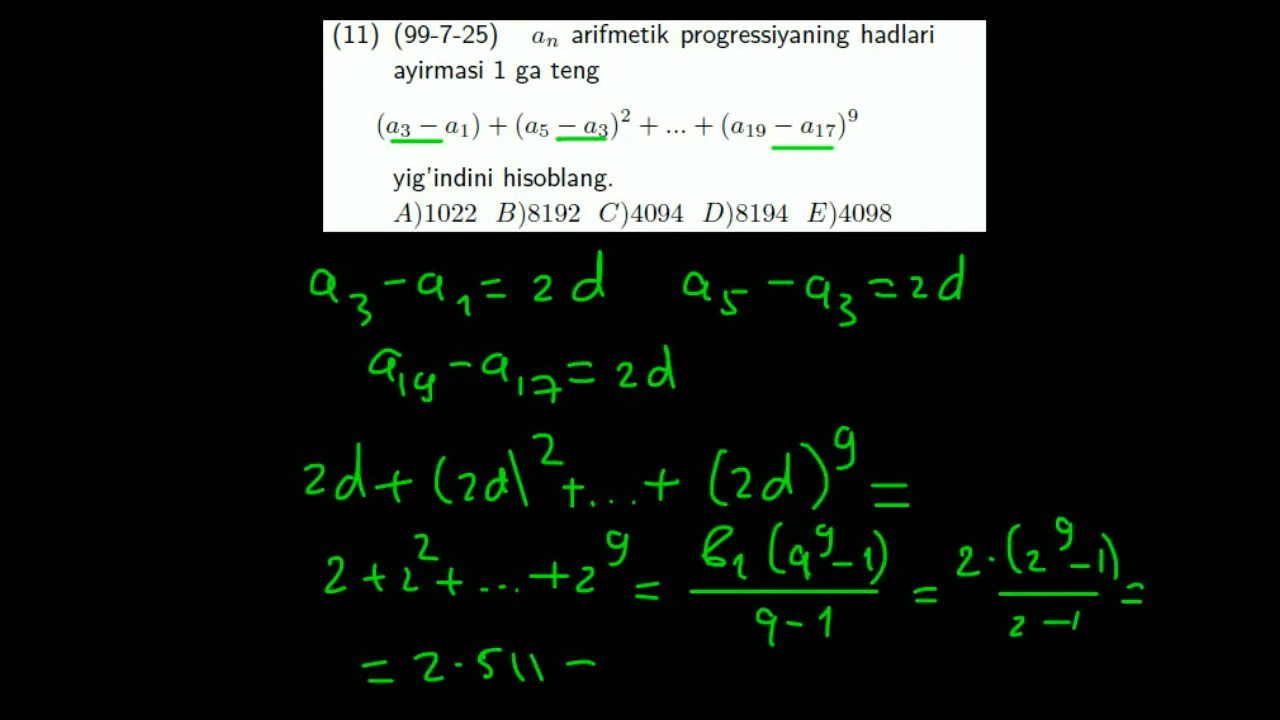 (11) (99-7-25) aₙ arifmetik progressiyaning hadlari
ayirmasi 1 ga teng
(a₃ − a₁) + (a₅ − a₃)² + ... + (a₁₉ − a₁₇)⁹
yig'indini hisoblang.
A)1022 B)8192 C)4094 D)8194 E)4098
a₃ − a₁ = 2d a₅ − a₃ = 2d
a₁₉ − a₁₇ = 2d
2d + (2d)² + ... + (2d)⁹ =
2 + 2² + ... + 2⁹ = b₁(q⁹ − 1) / (q − 1) = 2·(2⁹ − 1) / (2 − 1) =
= 2·511 −